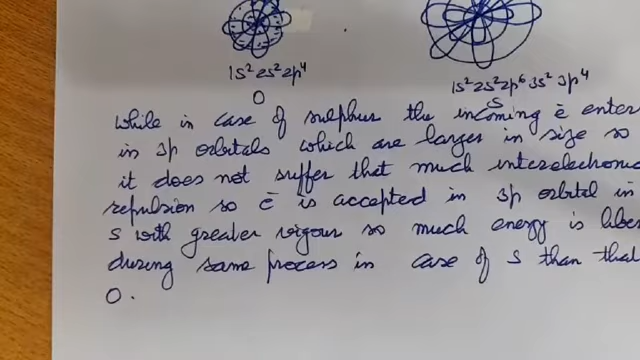 1s² 2s² 2p⁴
O
1s² 2s² 2p⁶ 3s² 3p⁴
S
while in case of sulphur the incoming ē enter
in 3p orbitals which are larger in size so
it does not suffer that much interelectronic
repulsion so ē is accepted in 3p orbital in
S with greater vigour so much energy is liber
during same process in case of S than that
O.